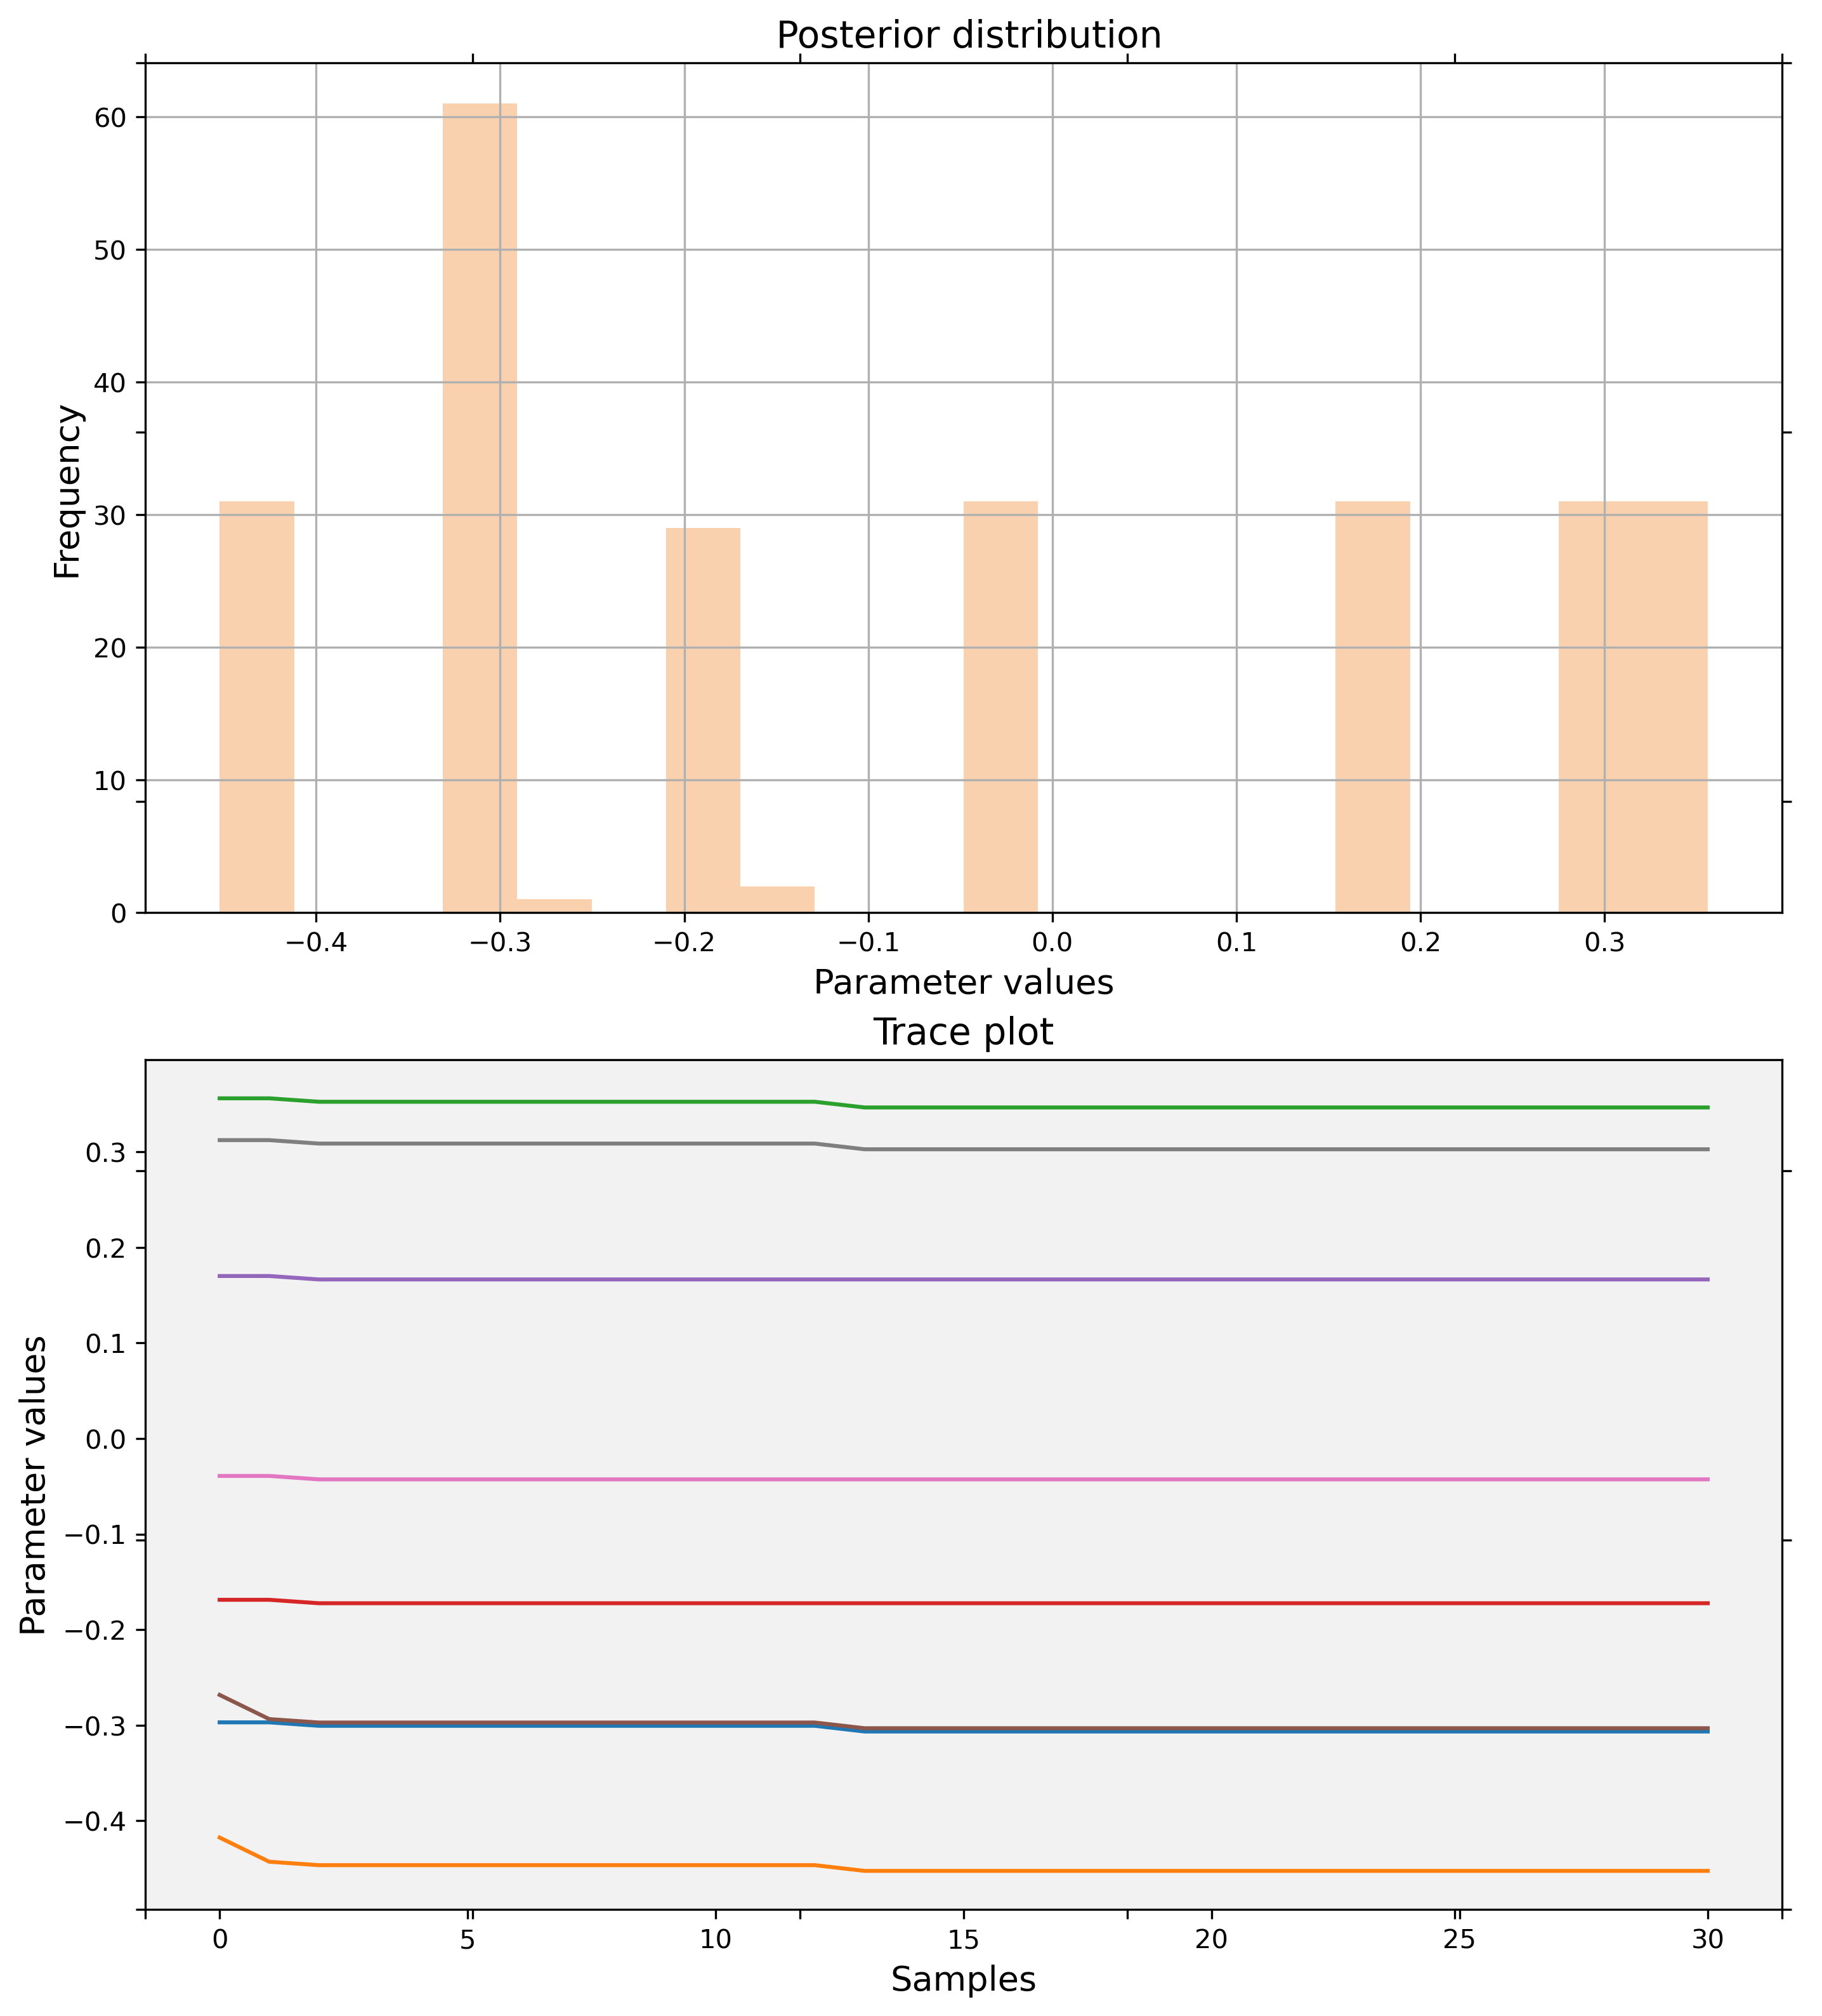 Posterior distribution
60
50
40
30
20
10
0
Frequency
−0.4 −0.3 −0.2 −0.1 0.0 0.1 0.2 0.3
Parameter values
Trace plot
0.3
0.2
0.1
0.0
−0.1
−0.2
−0.3
−0.4
Parameter values
0 5 10 15 20 25 30
Samples